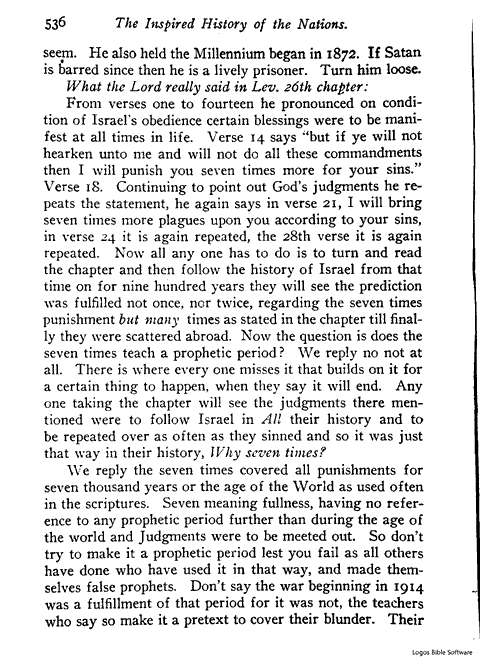 536 The Inspired History of the Nations.
seem. He also held the Millennium began in 1872. If Satan
is barred since then he is a lively prisoner. Turn him loose.
What the Lord really said in Lev. 26th chapter:
From verses one to fourteen he pronounced on condi-
tion of Israel's obedience certain blessings were to be mani-
fest at all times in life. Verse 14 says "but if ye will not
hearken unto me and will not do all these commandments
then I will punish you seven times more for your sins."
Verse 18. Continuing to point out God's judgments he re-
peats the statement, he again says in verse 21, I will bring
seven times more plagues upon you according to your sins,
in verse 24 it is again repeated, the 28th verse it is again
repeated. Now all any one has to do is to turn and read
the chapter and then follow the history of Israel from that
time on for nine hundred years they will see the prediction
was fulfilled not once, nor twice, regarding the seven times
punishment but many times as stated in the chapter till final-
ly they were scattered abroad. Now the question is does the
seven times teach a prophetic period? We reply no not at
all. There is where every one misses it that builds on it for
a certain thing to happen, when they say it will end. Any
one taking the chapter will see the judgments there men-
tioned were to follow Israel in All their history and to
be repeated over as often as they sinned and so it was just
that way in their history, Why seven times?
We reply the seven times covered all punishments for
seven thousand years or the age of the World as used often
in the scriptures. Seven meaning fullness, having no refer-
ence to any prophetic period further than during the age of
the world and Judgments were to be meeted out. So don't
try to make it a prophetic period lest you fail as all others
have done who have used it in that way, and made them-
selves false prophets. Don't say the war beginning in 1914
was a fulfillment of that period for it was not, the teachers
who say so make it a pretext to cover their blunder. Their
Logos Bible Software